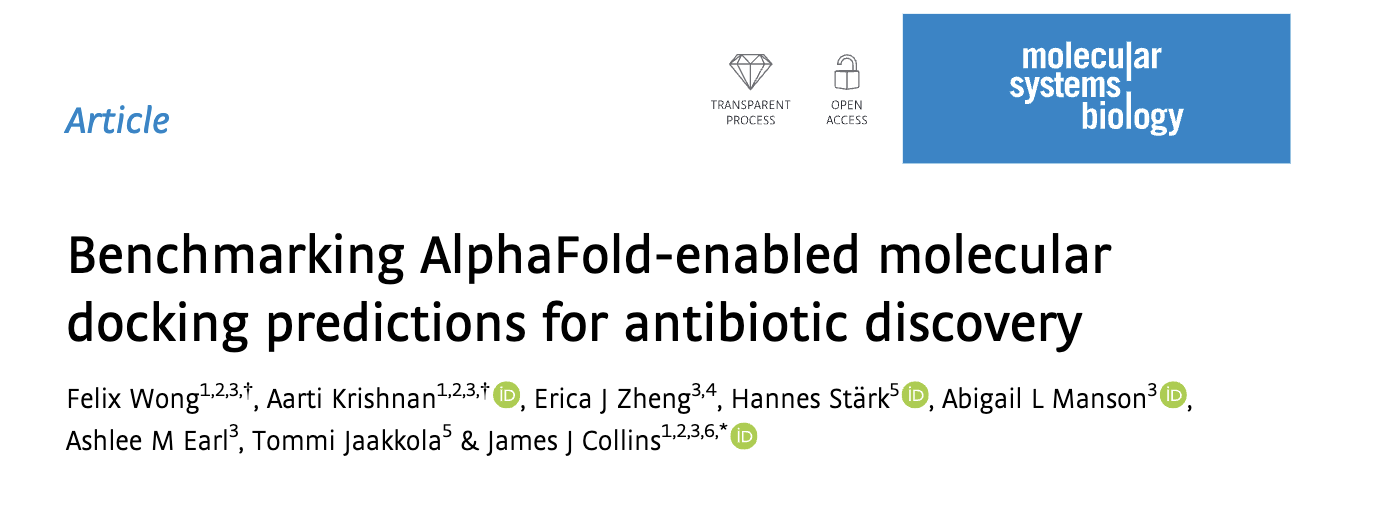 Article
TRANSPARENT
PROCESS
OPEN
ACCESS
molecular
systems
biology
Benchmarking AlphaFold-enabled molecular
docking predictions for antibiotic discovery
Felix Wong1,2,3,†, Aarti Krishnan1,2,3,† iD, Erica J Zheng3,4, Hannes Stärk5 iD, Abigail L Manson3 iD,
Ashlee M Earl3, Tommi Jaakkola5 & James J Collins1,2,3,6,* iD